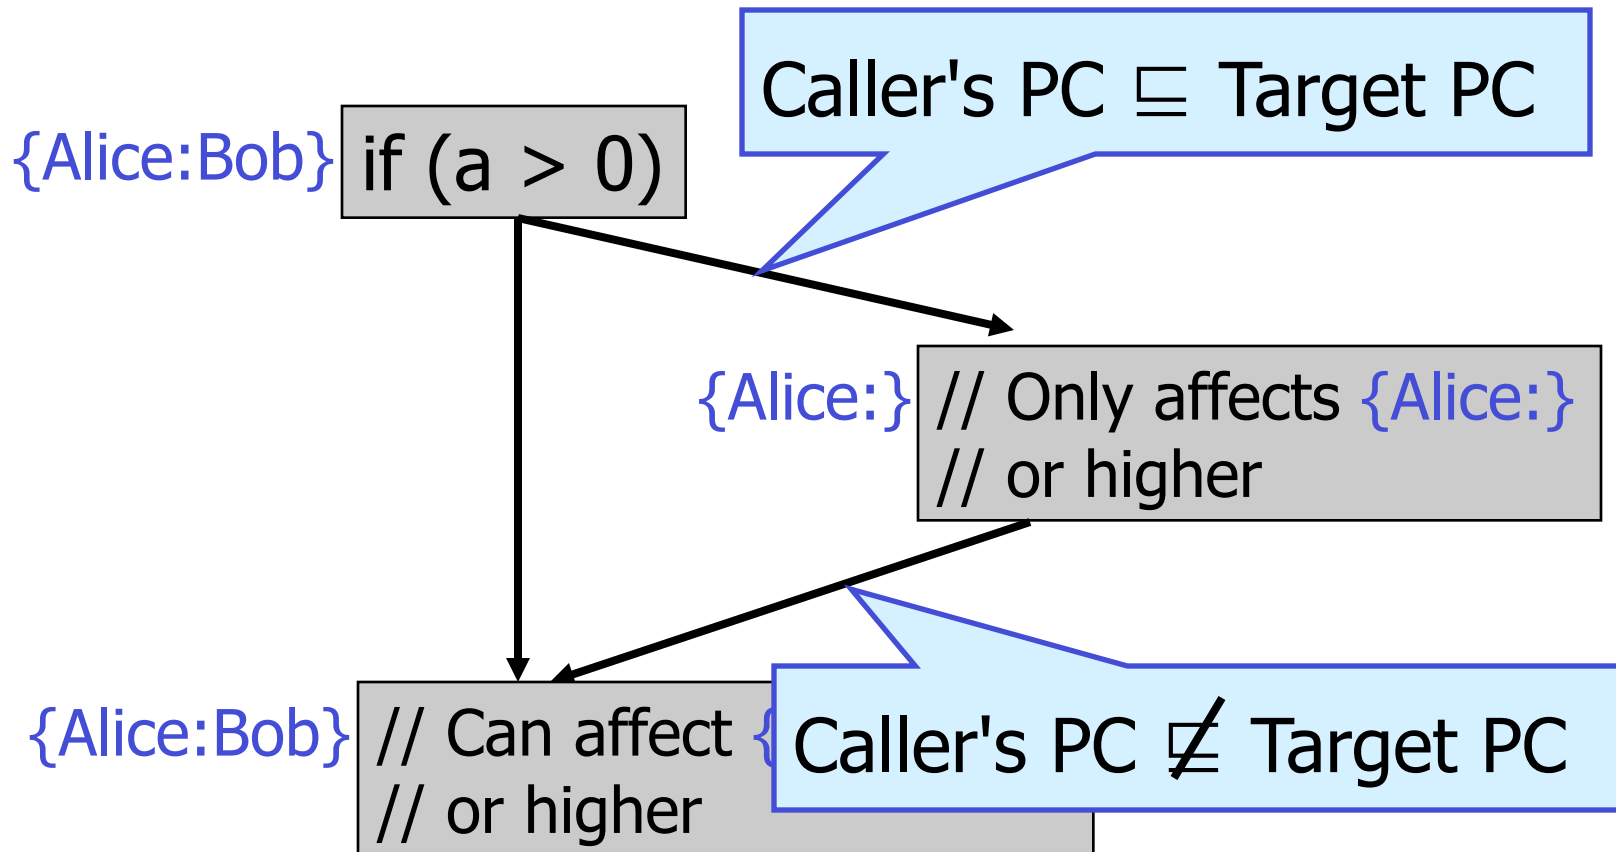 Caller's PC ⊑ Target PC
{Alice:Bob} if (a > 0)
{Alice:} // Only affects {Alice:}
// or higher
{Alice:Bob} // Can affect {
Caller's PC ⋢ Target PC
// or higher